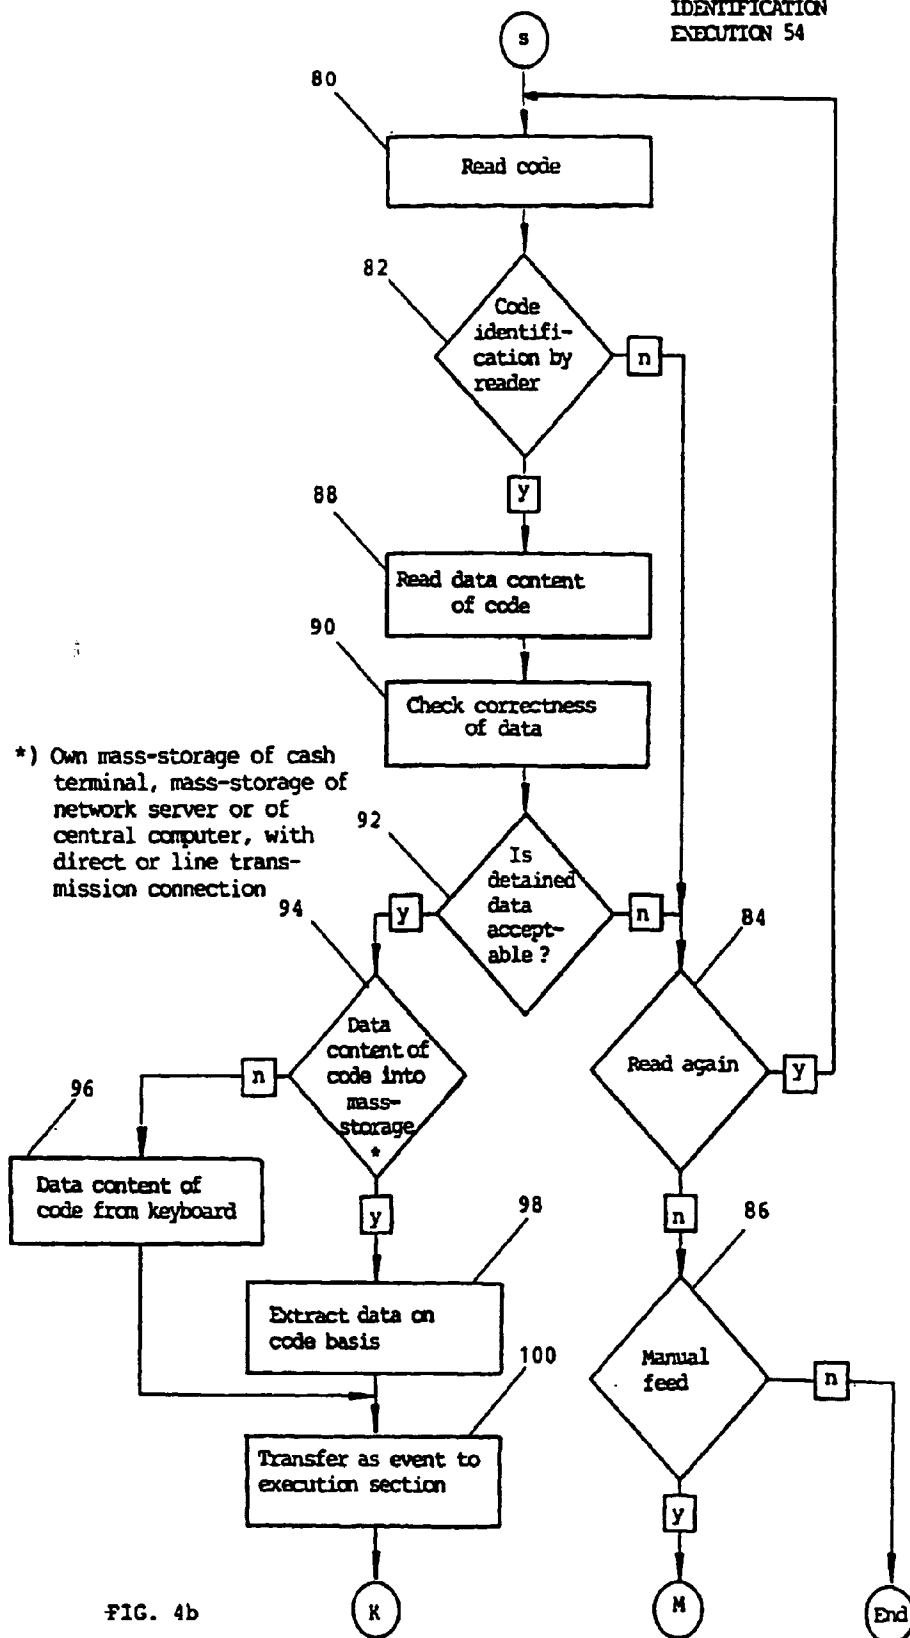 IDENTIFICATION
EXECUTION 54
s
80
Read code
82
Code
identifi-
cation by
reader
n
y
88
Read data content
of code
90
Check correctness
of data
*) Own mass-storage of cash
terminal, mass-storage of
network server or of
central computer, with
direct or line trans-
mission connection
92
Is
detained
data
accept-
able ?
y
n
94
84
Data
content of
code into
mass-
storage
*
n
Read again
y
96
Data content of
code from keyboard
y
n
98
86
Extract data on
code basis
Manual
feed
n
100
Transfer as event to
execution section
y
K
M
End
FIG. 4b